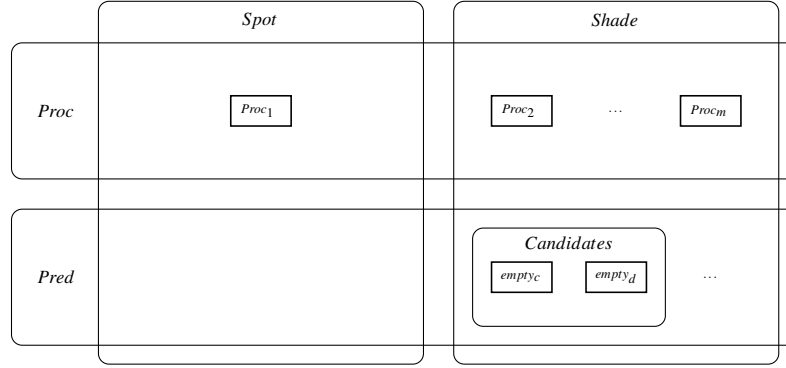 Spot Shade
Proc Proc1 Proc2 ... Procm
Candidates
Pred emptyc emptyd ...